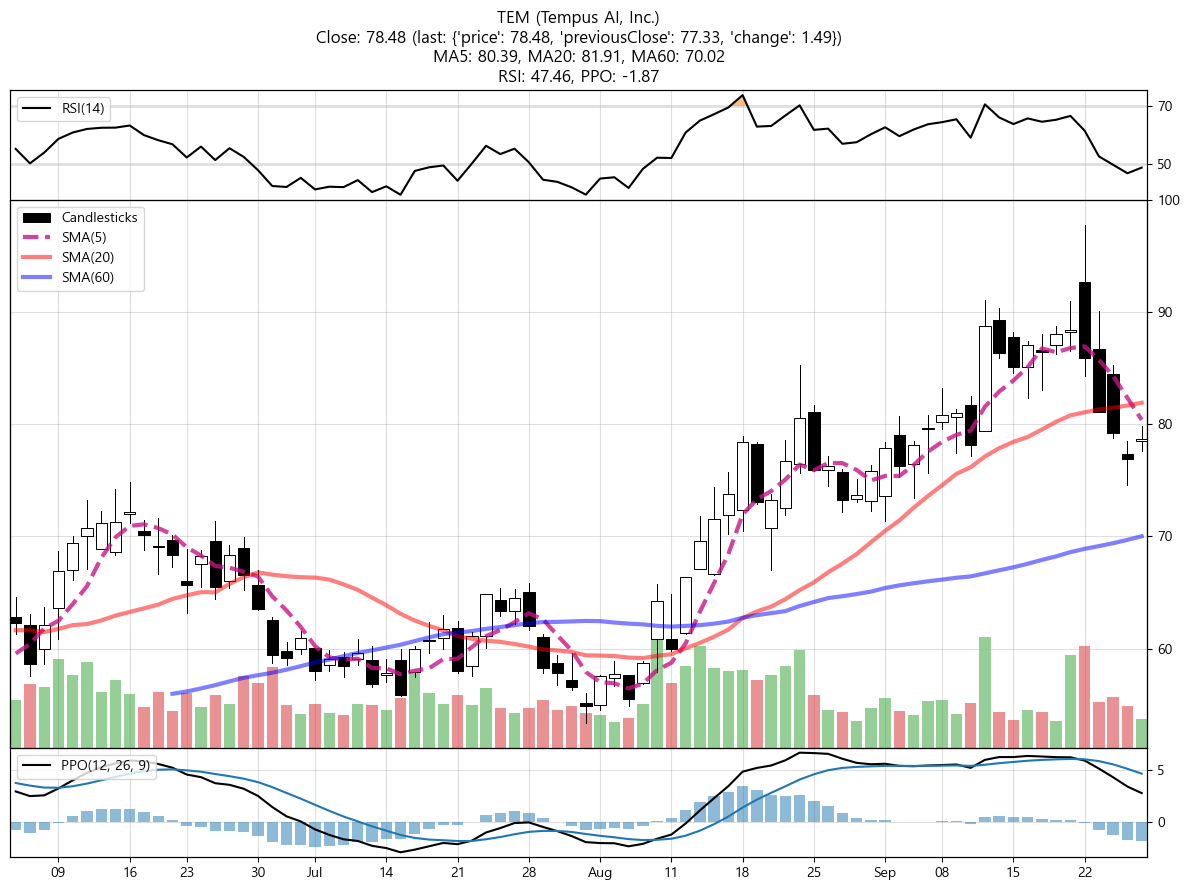 TEM (Tempus AI, Inc.)
Close: 78.48 (last: {'price': 78.48, 'previousClose': 77.33, 'change': 1.49})
MA5: 80.39, MA20: 81.91, MA60: 70.02
RSI: 47.46, PPO: -1.87
RSI(14)
70
50
100
Candlesticks
SMA(5)
SMA(20)
SMA(60)
90
80
70
60
PPO(12, 26, 9)
5
0
09 16 23 30 Jul 14 21 28 Aug 11 18 25 Sep 08 15 22